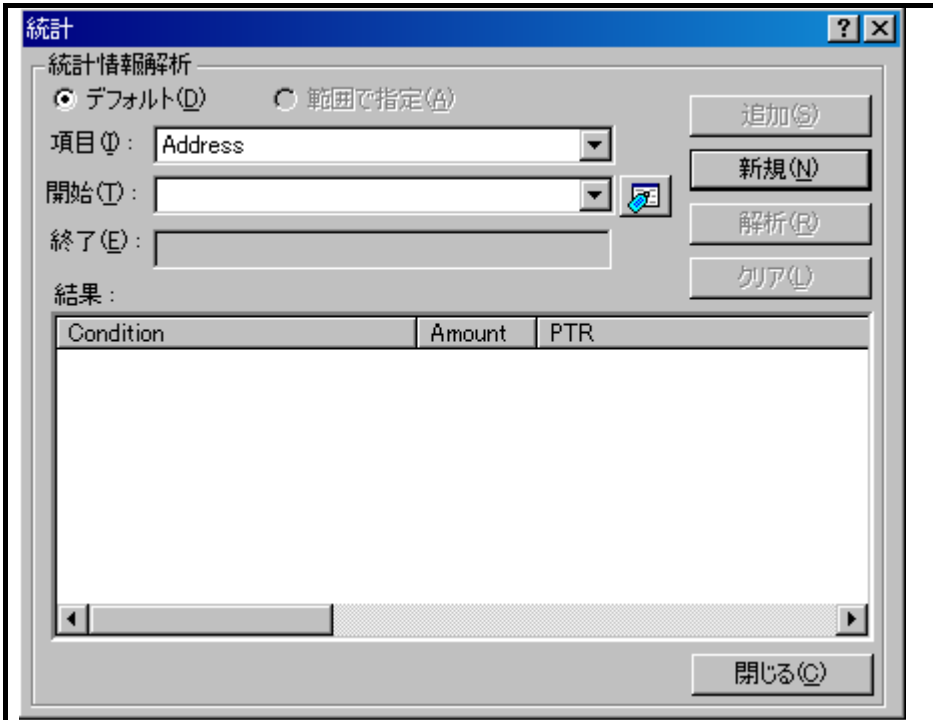 統計
統計情報解析
デフォルト(D) 範囲で指定(A)
追加(S)
項目(I): Address
新規(N)
開始(T):
解析(R)
終了(E):
クリア(L)
結果:
Condition Amount PTR
閉じる(C)